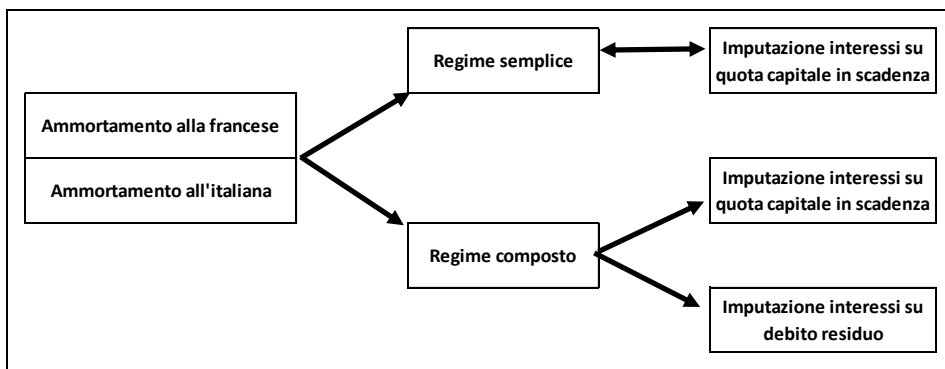 Regime semplice
Imputazione interessi su
quota capitale in scadenza
Ammortamento alla francese
Ammortamento all'italiana
Imputazione interessi su
quota capitale in scadenza
Regime composto
Imputazione interessi su
debito residuo